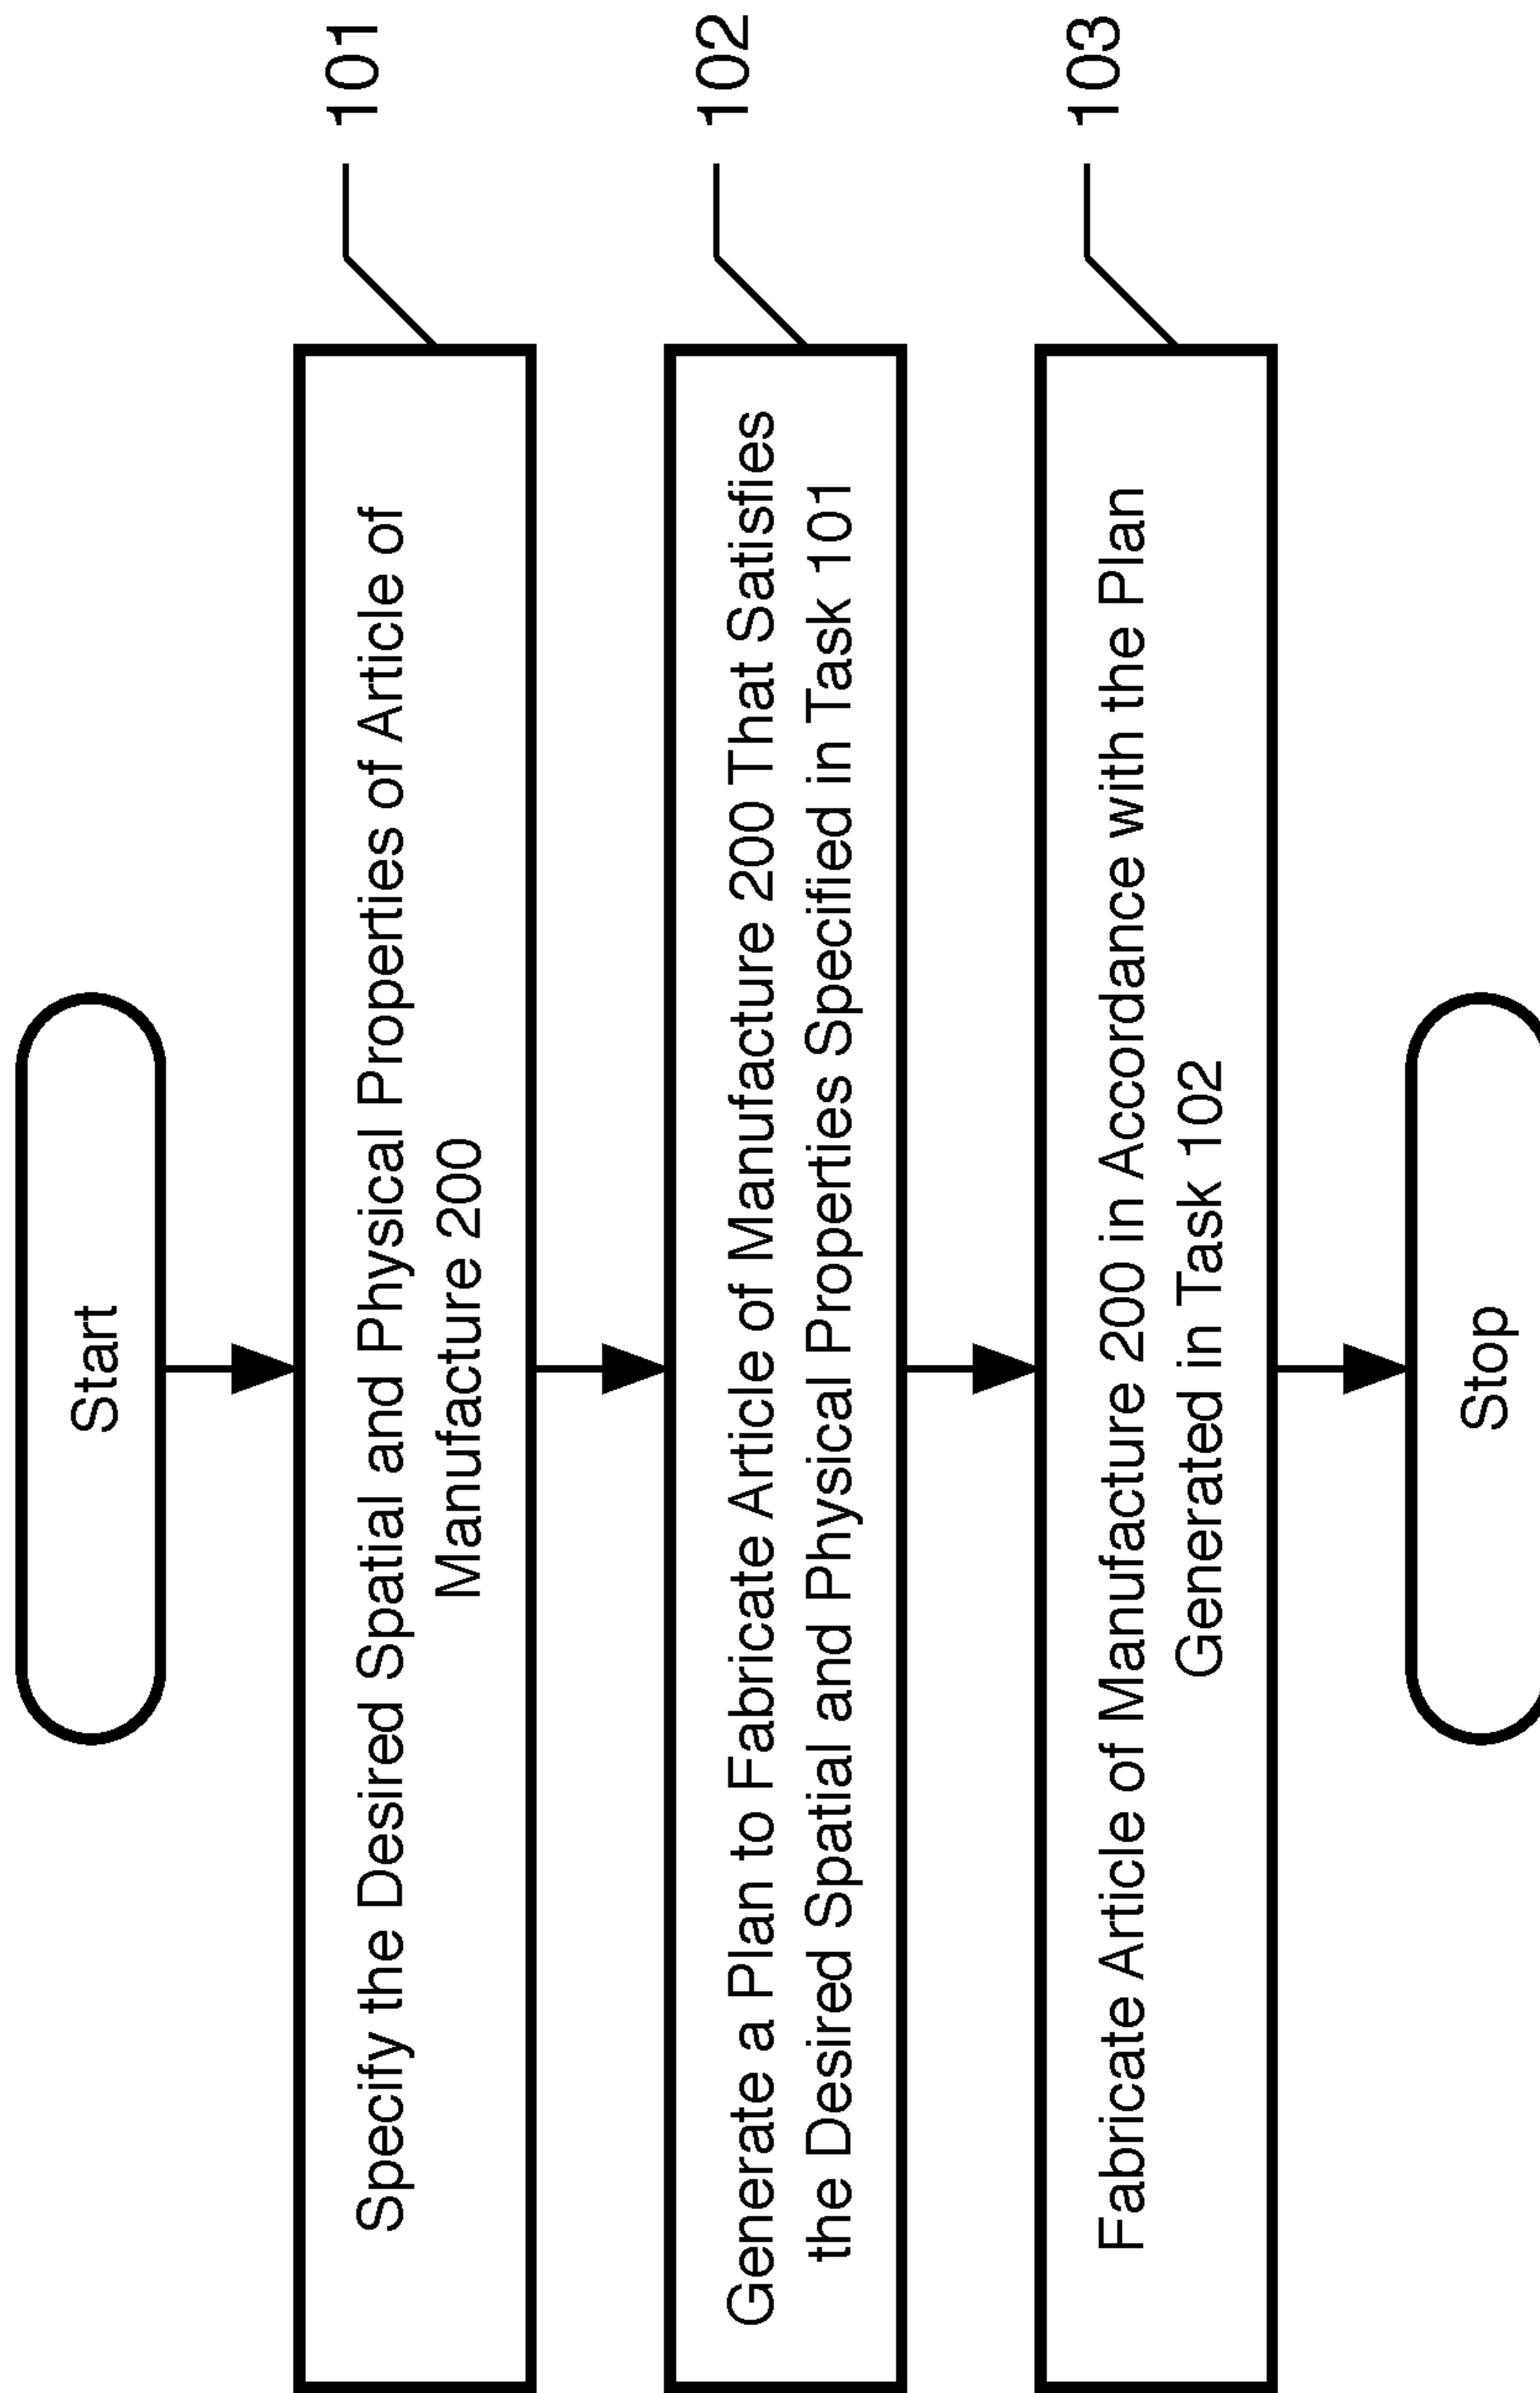 Start
101
Specify the Desired Spatial and Physical Properties of Article of
Manufacture 200
102
Generate a Plan to Fabricate Article of Manufacture 200 That Satisfies
the Desired Spatial and Physical Properties Specified in Task 101
103
Fabricate Article of Manufacture 200 in Accordance with the Plan
Generated in Task 102
Stop